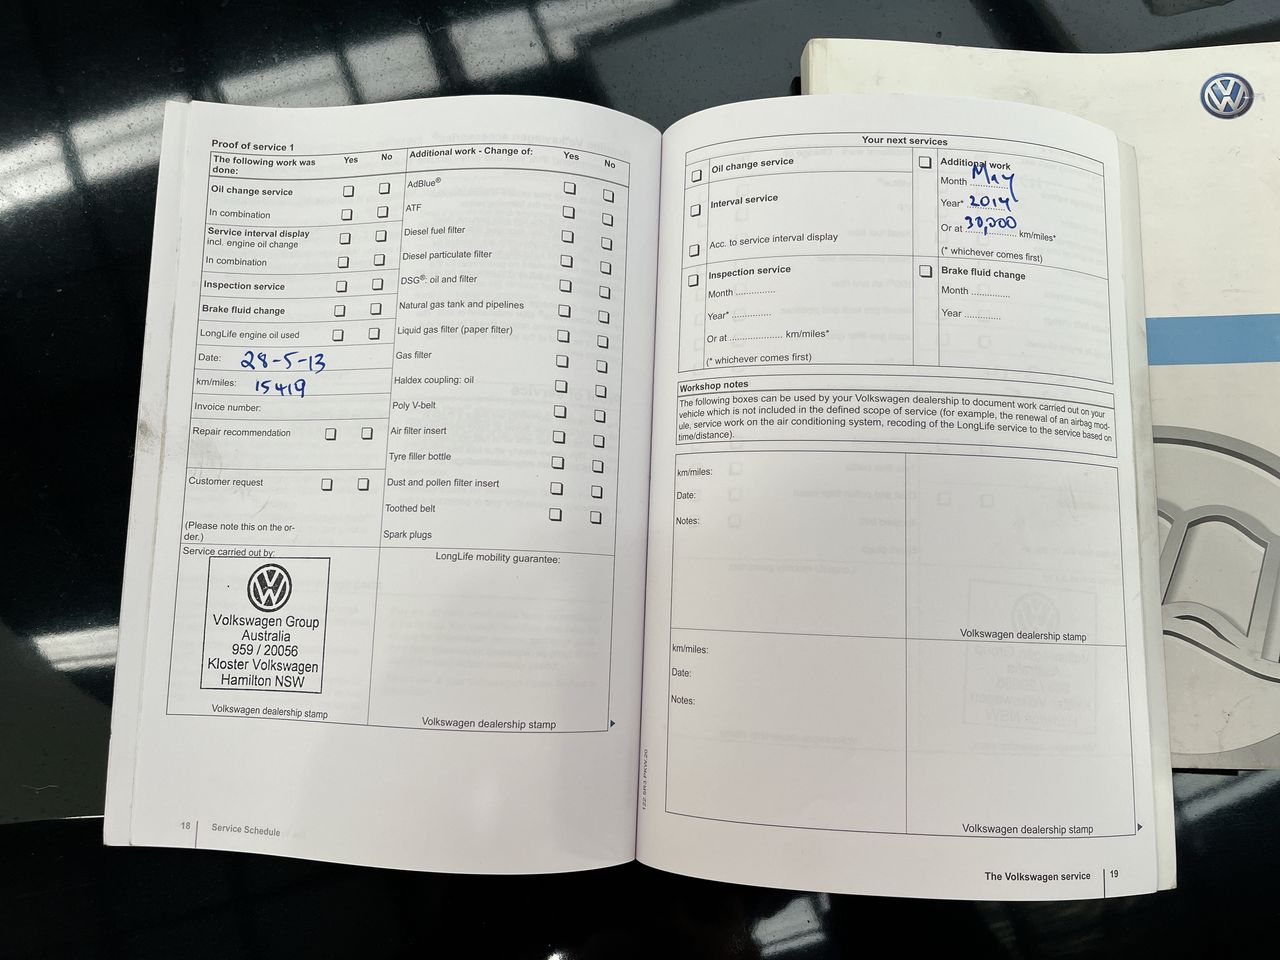 Proof of service 1
The following work was done: Yes No
Oil change service
In combination
Service interval display
incl. engine oil change
In combination
Inspection service
Brake fluid change
LongLife engine oil used
Date: 28-5-13
km/miles: 15419
Invoice number:
Repair recommendation
Customer request
(Please note this on the or-
der.)
Service carried out by:
Volkswagen Group
Australia
959 / 20056
Kloster Volkswagen
Hamilton NSW
Volkswagen dealership stamp
Additional work - Change of: Yes No
AdBlue®
ATF
Diesel fuel filter
Diesel particulate filter
DSG®: oil and filter
Natural gas tank and pipelines
Liquid gas filter (paper filter)
Gas filter
Haldex coupling: oil
Poly V-belt
Air filter insert
Tyre filler bottle
Dust and pollen filter insert
Toothed belt
Spark plugs
LongLife mobility guarantee:
Volkswagen dealership stamp
18 Service Schedule
Your next services
Oil change service
Interval service
Acc. to service interval display
Inspection service
Month ..............
Year* ..............
Or at .................... km/miles*
(* whichever comes first)
Additional work
Month May
Year* 2014
Or at 30,000 km/miles*
(* whichever comes first)
Brake fluid change
Month .............
Year ............
Workshop notes
The following boxes can be used by your Volkswagen dealership to document work carried out on your
vehicle which is not included in the defined scope of service (for example, the renewal of an airbag mod-
ule, service work on the air conditioning system, recoding of the LongLife service to the service based on
time/distance).
km/miles:
Date:
Notes:
Volkswagen dealership stamp
km/miles:
Date:
Notes:
Volkswagen dealership stamp
The Volkswagen service 19